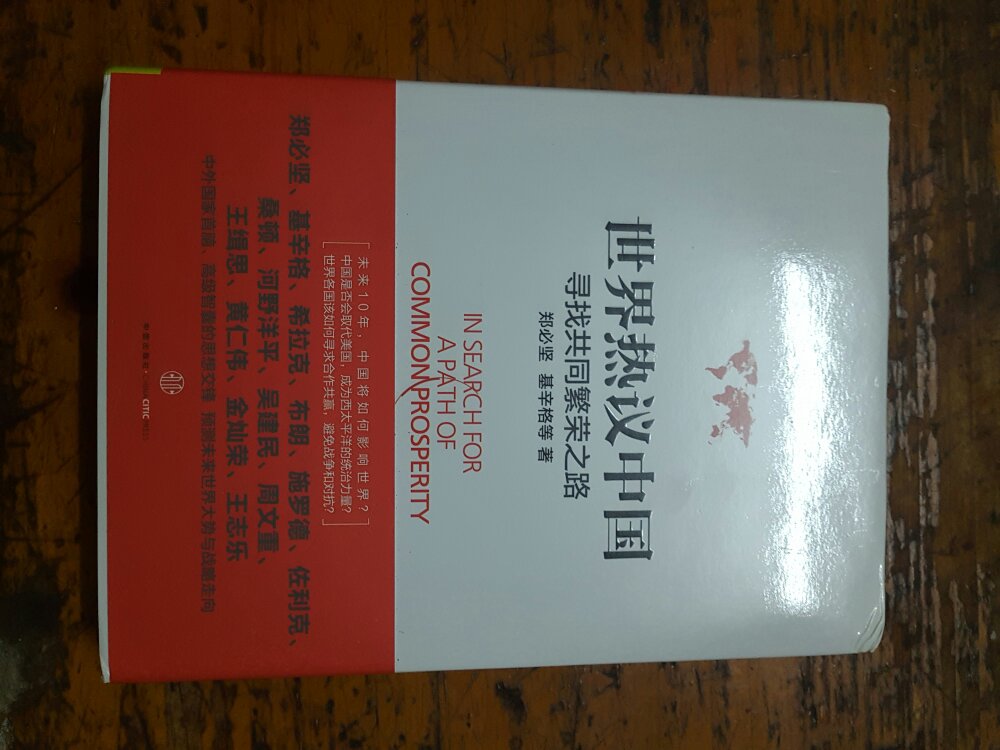 世界热议中国
寻找共同繁荣之路
郑必坚 基辛格等 著
IN SEARCH FOR
A PATH OF
COMMON PROSPERITY
未来10年，中国将如何影响世界？
中国是否会取代美国，成为西太平洋的统治力量？
世界各国该如何寻求合作共赢，避免战争和对抗？
郑必坚、基辛格、希拉克、布朗、施罗德、佐利克、
桑顿、河野洋平、吴建民、周文重、
王缉思、黄仁伟、金灿荣、王志乐
中外国家首脑、高级智囊的思想交锋 预测未来世界大势与战略走向
中信出版社·CHINA CITIC PRESS